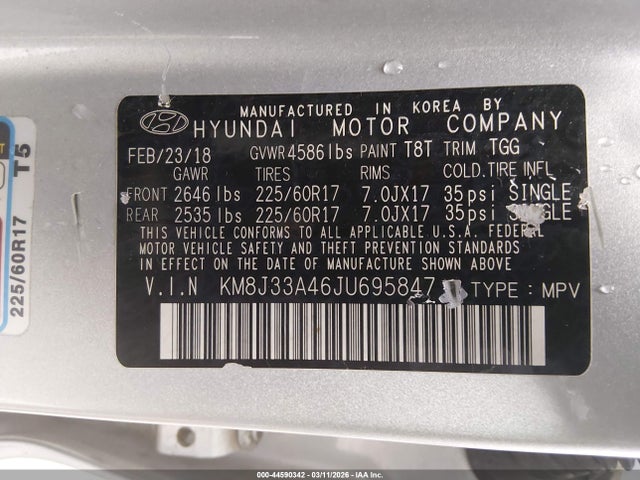 MANUFACTURED IN KOREA BY
HYUNDAI MOTOR COMPANY
FEB/23/18 GVWR 4586 lbs PAINT T8T TRIM TGG
GAWR TIRES RIMS COLD.TIRE INFL
FRONT 2646 lbs 225/60R17 7.0JX17 35psi SINGLE
REAR 2535 lbs 225/60R17 7.0JX17 35psi SINGLE
THIS VEHICLE CONFORMS TO ALL APPLICABLE U.S.A. FEDERAL
MOTOR VEHICLE SAFETY AND THEFT PREVENTION STANDARDS
IN EFFECT ON THE DATE OF MANUFACTURE SHOWN ABOVE
V.I.N KM8J33A46JU695847 TYPE : MPV
225/60R17 T5
000-44590342 - 03/11/2026 - © IAA Holdings, LLC